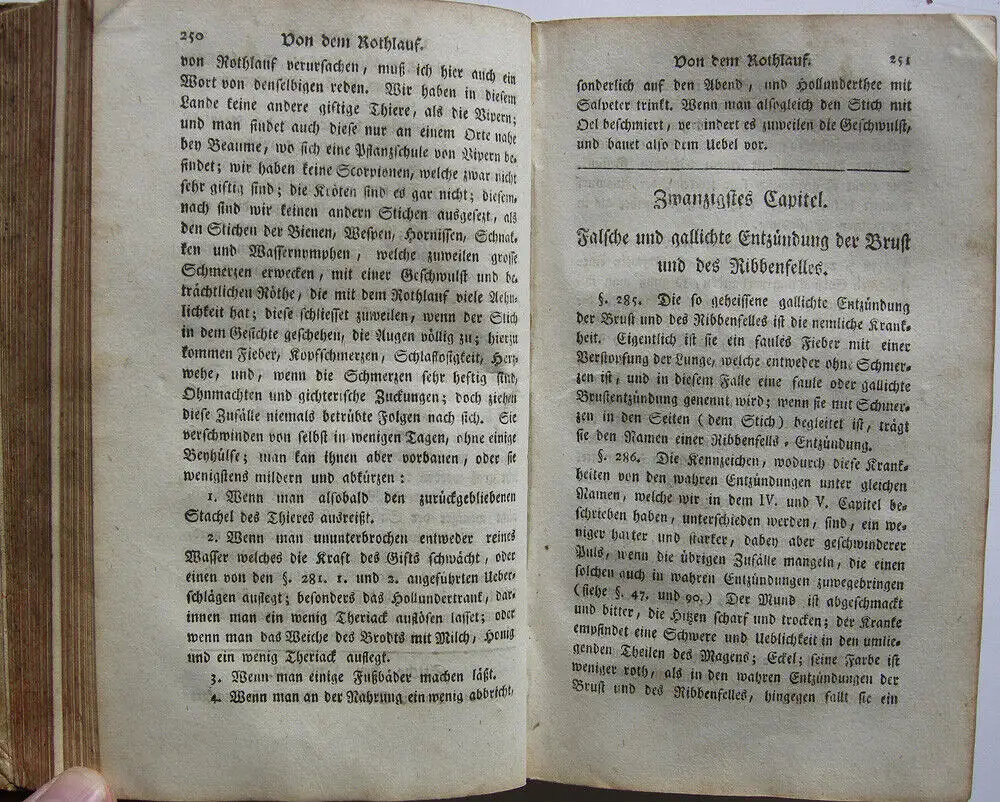 250 Von dem Rothlauf.
von Rothlauf verursachen, muß ich hier auch ein
Wort von denselbigen reden. Wir haben in diesem
Lande keine andere giftige Thiere, als die Vipern;
und man findet auch diese nur an einem Orte nahe
bey Beaume, wo sich eine Pflanzschule von Vipern be-
findet; wir haben keine Scorpionen, welche zwar nicht
sehr giftig sind; die Kröten sind es gar nicht; diesem-
nach sind wir keinen andern Stichen ausgesezt, als
den Stichen der Bienen, Wespen, Hornissen, Schnak-
ken und Wassernymphen, welche zuweilen grosse
Schmerzen erwecken, mit einer Geschwulst und be-
trächtlichen Röthe, die mit dem Rothlauf viele Aehn-
lichkeit hat; diese schliesset zuweilen, wenn der Stich
in dem Gesichte geschehen, die Augen völlig zu; hierzu
kommen Fieber, Kopfschmerzen, Schlaflosigkeit, Herz-
wehe, und, wenn die Schmerzen sehr heftig sind,
Ohnmachten und gichterische Zuckungen; doch ziehen
diese Zufälle niemals betrübte Folgen nach sich. Sie
verschwinden von selbst in wenigen Tagen, ohne einige
Beyhülfe; man kan ihnen aber vorbauen, oder sie
wenigstens mildern und abkürzen:
1. Wenn man alsobald den zurückgebliebenen
Stachel des Thieres ausreißt.
2. Wenn man ununterbrochen entweder reines
Wasser welches die Kraft des Gifts schwächt, oder
einen von den §. 281. 1. und 2. angeführten Ueber-
schlägen auflegt; besonders das Hollundertrank, dar-
innen man ein wenig Theriack auflösen lasset; oder
wenn man das Weiche des Brodts mit Milch, Honig
und ein wenig Theriack auflegt.
3. Wenn man einige Fußbäder machen läßt.
4. Wenn man an der Nahrung ein wenig abbricht,
Von dem Rothlauf. 251
sonderlich auf den Abend, und Hollunderthee mit
Salpeter trinkt. Wenn man alsogleich den Stich mit
Oel beschmiert, ve indert es zuweilen die Geschwulst,
und bauet also dem Uebel vor.
Zwanzigstes Capitel.
Falsche und gallichte Entzündung der Brust
und des Ribbenfelles.
§. 285. Die so geheissene gallichte Entzündung
der Brust und des Ribbenfelles ist die nemliche Krank-
heit. Eigentlich ist sie ein faules Fieber mit einer
Verstopfung der Lunge, welche entweder ohne Schmer-
zen ist, und in diesem Falle eine faule oder gallichte
Brustentzündung genennt wird; wenn sie mit Schmer-
zen in den Seiten (dem Stich) begleitet ist, trägt
sie den Namen einer Ribbenfells-Entzündung.
§. 286. Die Kennzeichen, wodurch diese Krank-
heiten von den wahren Entzündungen unter gleichen
Namen, welche wir in dem IV. und V. Capitel be-
schrieben haben, unterschieden werden, sind, ein we-
niger harter und starker, dabey aber geschwinderer
Puls, wenn die übrigen Zufälle mangeln, die einen
solchen auch in wahren Entzündungen zuwegebringen
(siehe §. 47. und 90.) Der Mund ist abgeschmackt
und bitter, die Hitzen scharf und trocken; der Kranke
empfindet eine Schwere und Ueblichkeit in den umlie-
genden Theilen des Magens; Eckel; seine Farbe ist
weniger roth, als in den wahren Entzündungen der
Brust und des Ribbenfelles, hingegen fällt sie ein